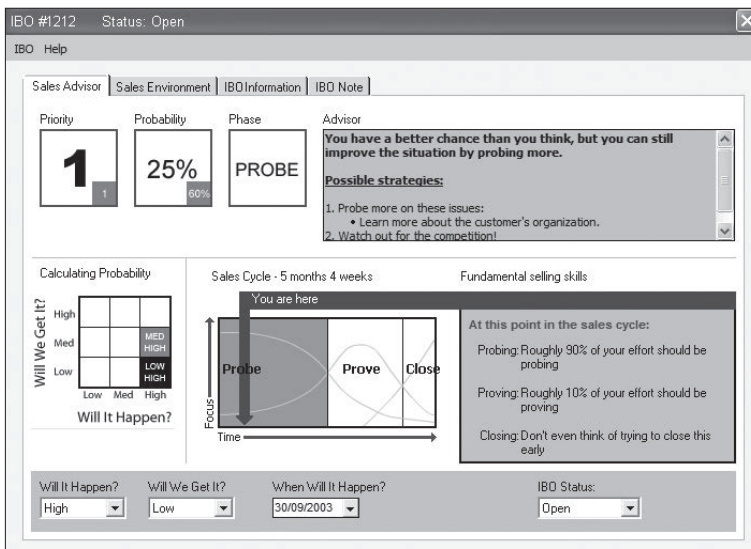 IBO #1212 Status: Open
IBO Help
Sales Advisor Sales Environment IBO Information IBO Note
Priority Probability Phase Advisor
1
1
25%
60%
PROBE
You have a better chance than you think, but you can still
improve the situation by probing more.
Possible strategies:
1. Probe more on these issues:
• Learn more about the customer's organization.
2. Watch out for the competition!
Calculating Probability
Will We Get It?
High
Med
Low
MED
HIGH
LOW
HIGH
Low Med High
Will It Happen?
Sales Cycle - 5 months 4 weeks
You are here
Focus
Probe Prove Close
Time
Fundamental selling skills
At this point in the sales cycle:
Probing: Roughly 90% of your effort should be
probing
Proving: Roughly 10% of your effort should be
proving
Closing: Don't even think of trying to close this
early
Will It Happen? Will We Get It? When Will It Happen? IBO Status:
High Low 30/09/2003 Open